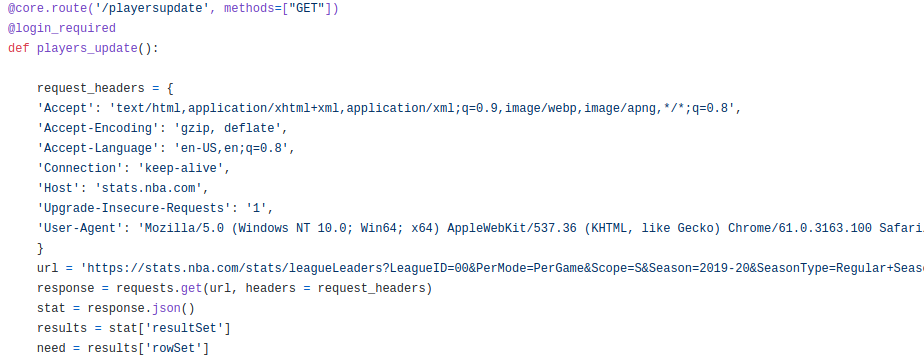 @core.route('/playersupdate', methods=["GET"])
@login_required
def players_update():
request_headers = {
'Accept': 'text/html,application/xhtml+xml,application/xml;q=0.9,image/webp,image/apng,*/*;q=0.8',
'Accept-Encoding': 'gzip, deflate',
'Accept-Language': 'en-US,en;q=0.8',
'Connection': 'keep-alive',
'Host': 'stats.nba.com',
'Upgrade-Insecure-Requests': '1',
'User-Agent': 'Mozilla/5.0 (Windows NT 10.0; Win64; x64) AppleWebKit/537.36 (KHTML, like Gecko) Chrome/61.0.3163.100 Safari
}
url = 'https://stats.nba.com/stats/leagueLeaders?LeagueID=00&PerMode=PerGame&Scope=S&Season=2019-20&SeasonType=Regular+Seas
response = requests.get(url, headers = request_headers)
stat = response.json()
results = stat['resultSet']
need = results['rowSet']